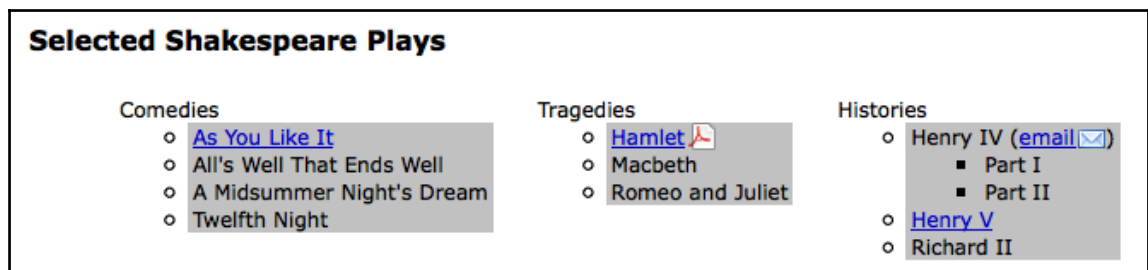 Selected Shakespeare Plays
Comedies
As You Like It
All's Well That Ends Well
A Midsummer Night's Dream
Twelfth Night
Tragedies
Hamlet
Macbeth
Romeo and Juliet
Histories
Henry IV (email)
Part I
Part II
Henry V
Richard II